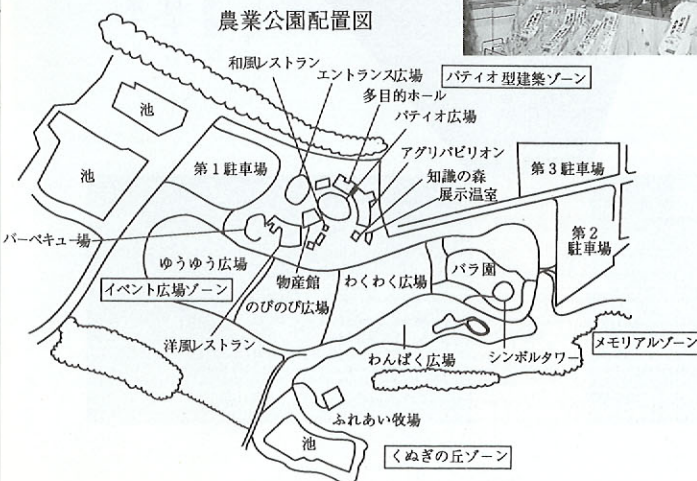 農業公園配置図
和風レストラン
エントランス広場
パティオ型建築ゾーン
多目的ホール
パティオ広場
池
アグリパビリオン
第1駐車場
知識の森
第3駐車場
展示温室
池
第2
駐車場
バーベキュー場
ゆうゆう広場
物産館
わくわく広場
バラ園
イベント広場ゾーン
のびのび広場
洋風レストラン
わんぱく広場
シンボルタワー
メモリアルゾーン
ふれあい牧場
池
くぬぎの丘ゾーン